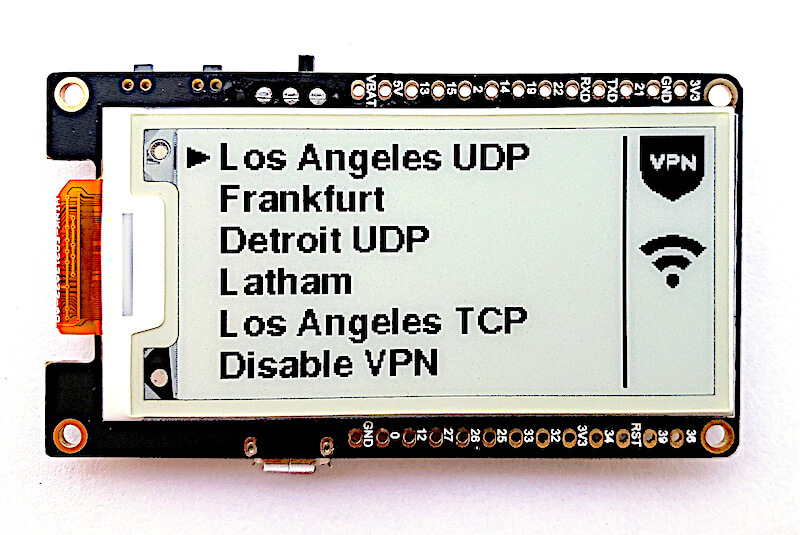 VBAT 5V 13 15 2 14 19 22 RXD TXD 21 GND 3V3
Los Angeles UDP
Frankfurt
Detroit UDP
Latham
Los Angeles TCP
Disable VPN
VPN
GND 0 12 27 26 25 33 32 3V3 34 RST 39 36